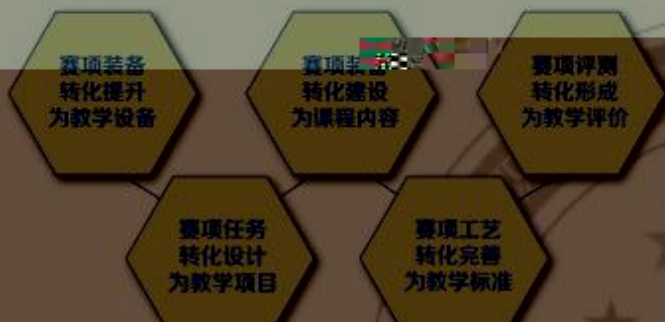 赛项装备
转化提升
为教学设备
赛项装
转化建设
为课程内容
赛项评测
转化形成
为教学评价
赛项任务
转化设计
为教学项目
赛项工艺
转化完善
为教学标准